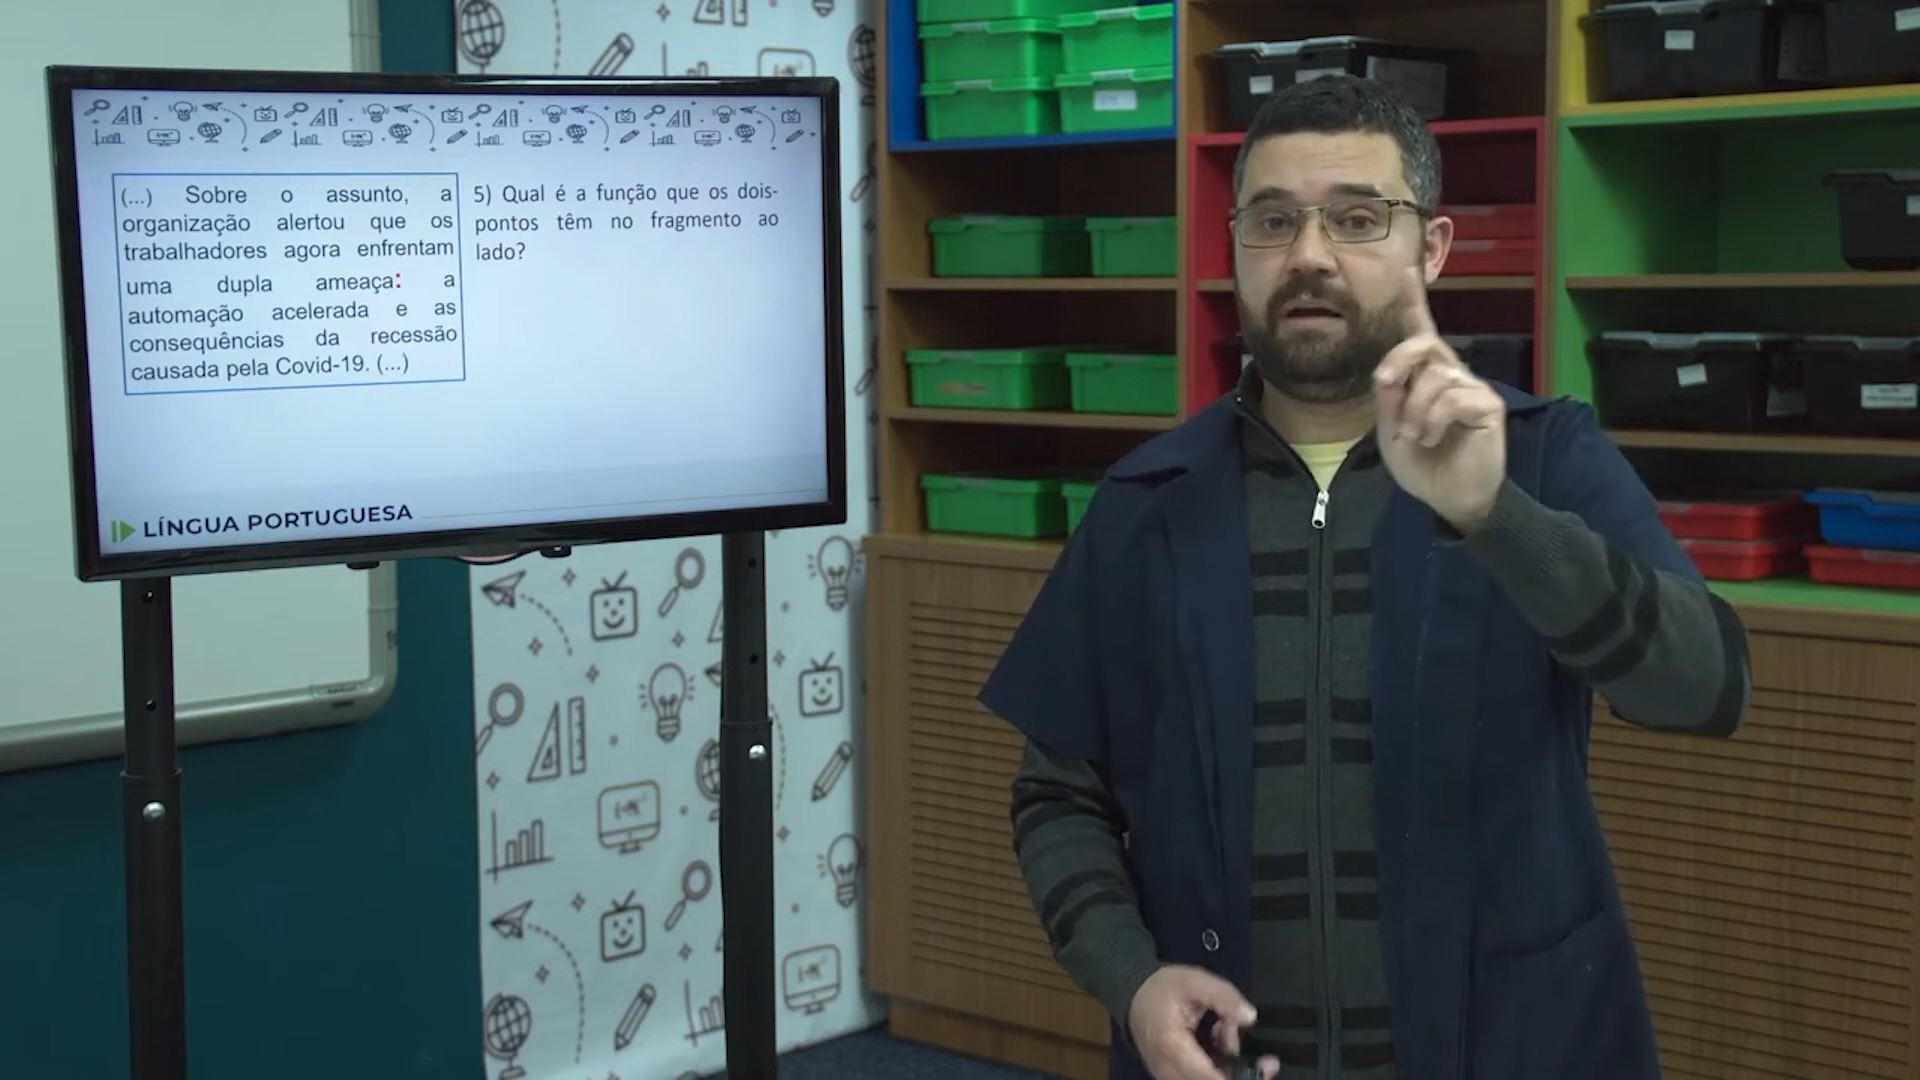 (...) Sobre o assunto, a
organização alertou que os
trabalhadores agora enfrentam
uma dupla ameaça: a
automação acelerada e as
consequências da recessão
causada pela Covid-19. (...)
5) Qual é a função que os dois-
pontos têm no fragmento ao
lado?
LÍNGUA PORTUGUESA